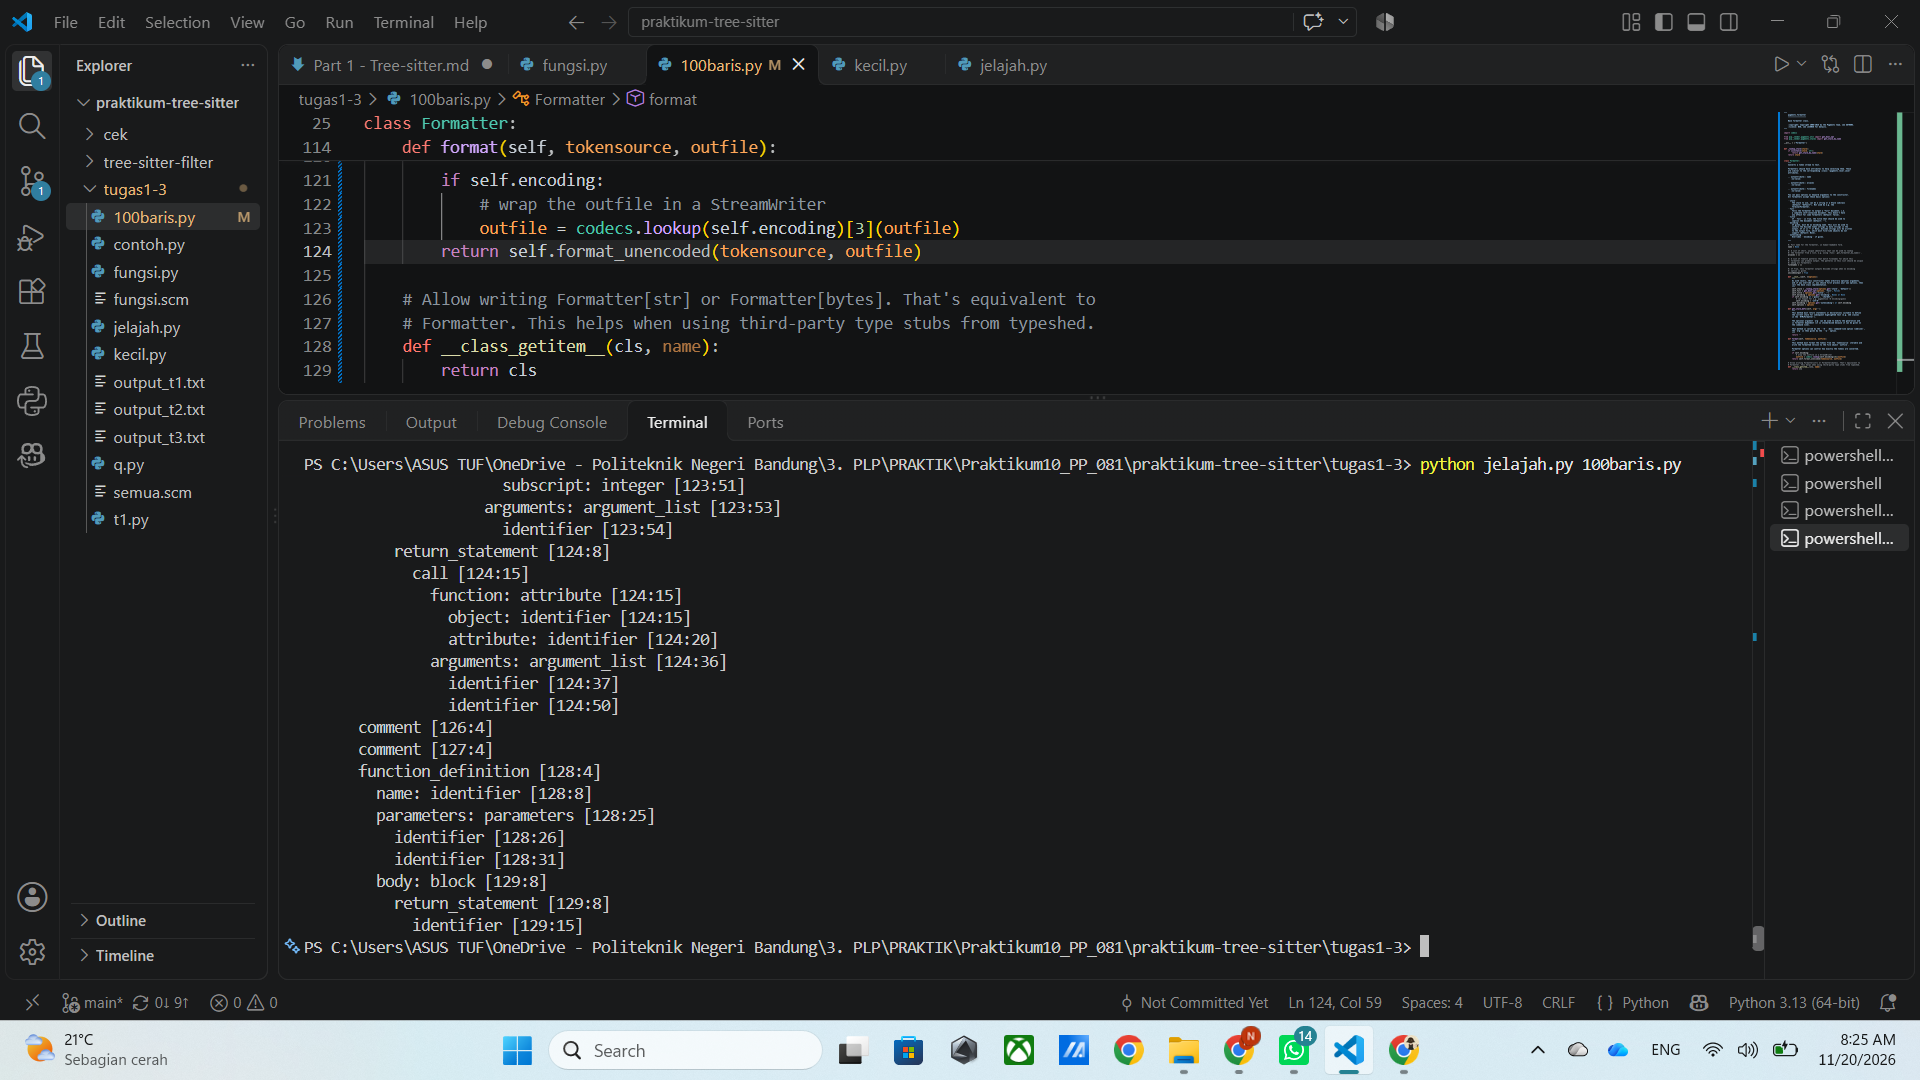 File Edit Selection View Go Run Terminal Help
praktikum-tree-sitter
Explorer
praktikum-tree-sitter
cek
tree-sitter-filter
tugas1-3
100baris.py M
contoh.py
fungsi.py
fungsi.scm
jelajah.py
kecil.py
output_t1.txt
output_t2.txt
output_t3.txt
q.py
semua.scm
t1.py
Outline
Timeline
1
1
Part 1 - Tree-sitter.md
fungsi.py
100baris.py M
kecil.py
jelajah.py
tugas1-3 > 100baris.py > Formatter > format
25 class Formatter:
114 def format(self, tokensource, outfile):
121 if self.encoding:
122 # wrap the outfile in a StreamWriter
123 outfile = codecs.lookup(self.encoding)[3](outfile)
124 return self.format_unencoded(tokensource, outfile)
125
126 # Allow writing Formatter[str] or Formatter[bytes]. That's equivalent to
127 # Formatter. This helps when using third-party type stubs from typeshed.
128 def __class_getitem__(cls, name):
129 return cls
Problems Output Debug Console Terminal Ports
PS C:\Users\ASUS TUF\OneDrive - Politeknik Negeri Bandung\3. PLP\PRAKTIK\Praktikum10_PP_081\praktikum-tree-sitter\tugas1-3> python jelajah.py 100baris.py
subscript: integer [123:51]
arguments: argument_list [123:53]
identifier [123:54]
return_statement [124:8]
call [124:15]
function: attribute [124:15]
object: identifier [124:15]
attribute: identifier [124:20]
arguments: argument_list [124:36]
identifier [124:37]
identifier [124:50]
comment [126:4]
comment [127:4]
function_definition [128:4]
name: identifier [128:8]
parameters: parameters [128:25]
identifier [128:26]
identifier [128:31]
body: block [129:8]
return_statement [129:8]
identifier [129:15]
PS C:\Users\ASUS TUF\OneDrive - Politeknik Negeri Bandung\3. PLP\PRAKTIK\Praktikum10_PP_081\praktikum-tree-sitter\tugas1-3>
powershell...
powershell
powershell...
powershell...
main* 0↓ 9↑ 0 0
Not Committed Yet Ln 124, Col 59 Spaces: 4 UTF-8 CRLF { } Python Python 3.13 (64-bit)
21°C
Sebagian cerah
Search
N
14
ENG
8:25 AM
11/20/2026